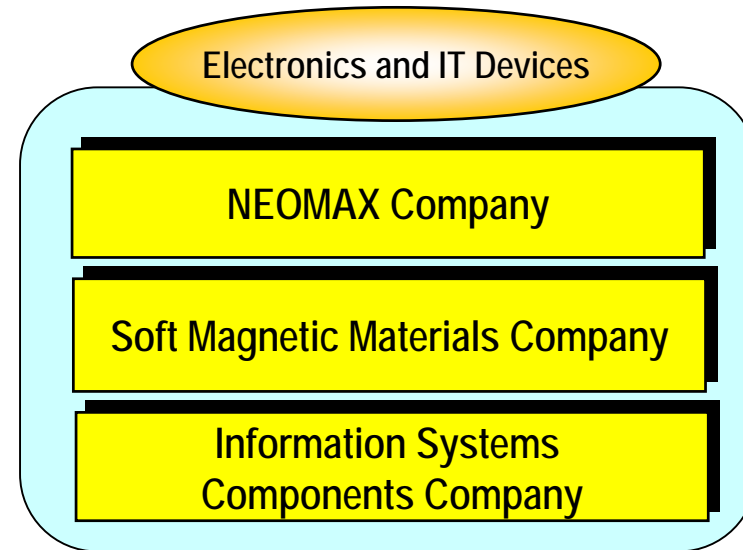 Electronics and IT Devices
NEOMAX Company
Soft Magnetic Materials Company
Information Systems
Components Company